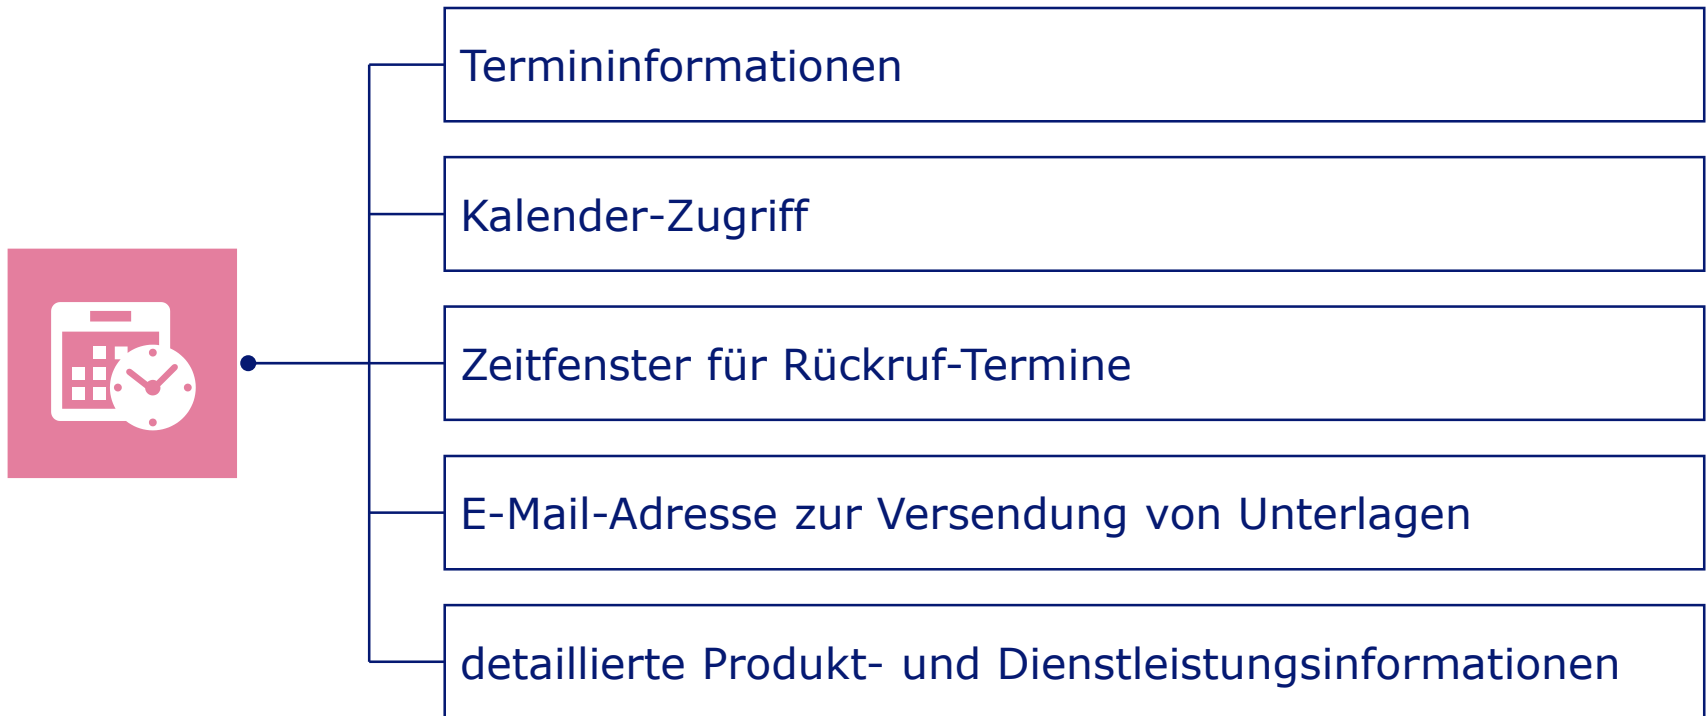 Termininformationen
Kalender-Zugriff
Zeitfenster für Rückruf-Termine
E-Mail-Adresse zur Versendung von Unterlagen
detaillierte Produkt- und Dienstleistungsinformationen